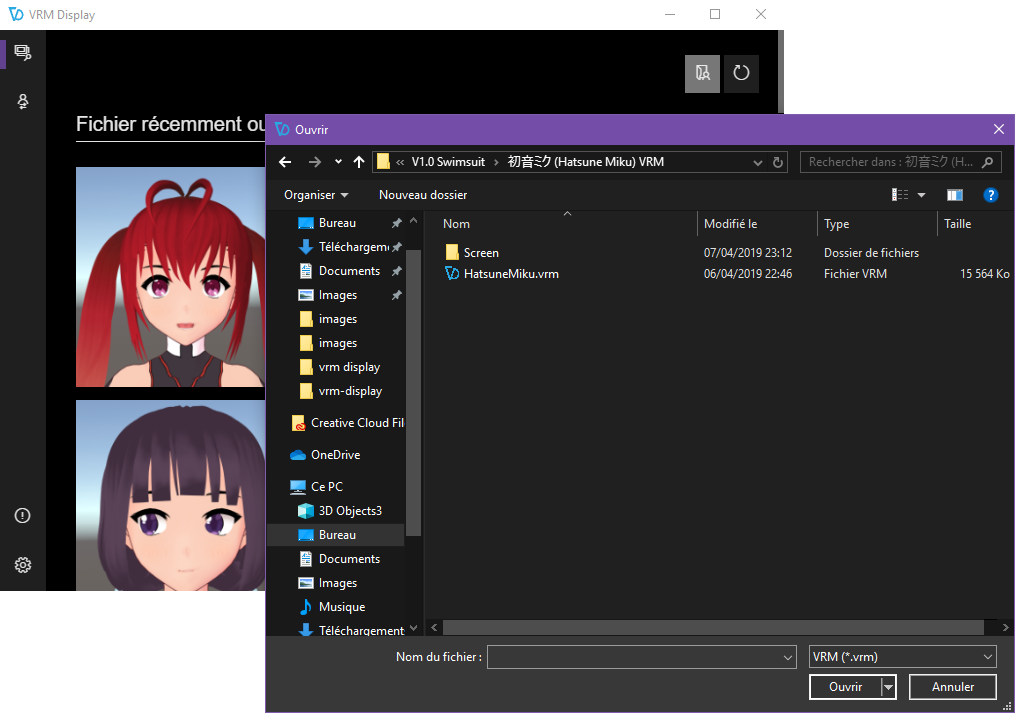 VRM Display
Fichier récemment ou
Ouvrir
« V1.0 Swimsuit › 初音ミク (Hatsune Miku) VRM
Rechercher dans : 初音ミク (H...
Organiser
Nouveau dossier
?
Nom
Modifié le
Type
Taille
Screen
07/04/2019 23:12
Dossier de fichiers
HatsuneMiku.vrm
06/04/2019 22:46
Fichier VRM
15 564 Ko
Bureau
Téléchargem
Documents
Images
images
images
vrm display
vrm-display
Creative Cloud Fil
OneDrive
Ce PC
3D Objects3
Bureau
Documents
Images
Musique
Téléchargement
Nom du fichier :
VRM (*.vrm)
Ouvrir
Annuler